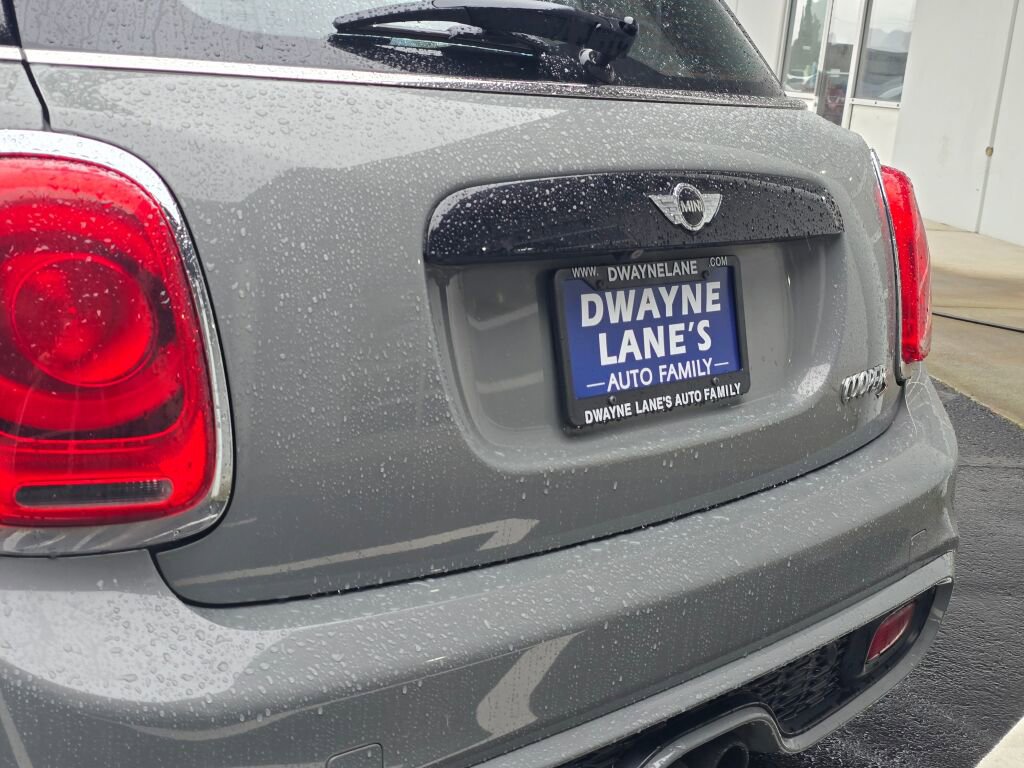 MINI
WWW. DWAYNELANE .COM
DWAYNE
LANE'S
— AUTO FAMILY —
DWAYNE LANE'S AUTO FAMILY
COOPER